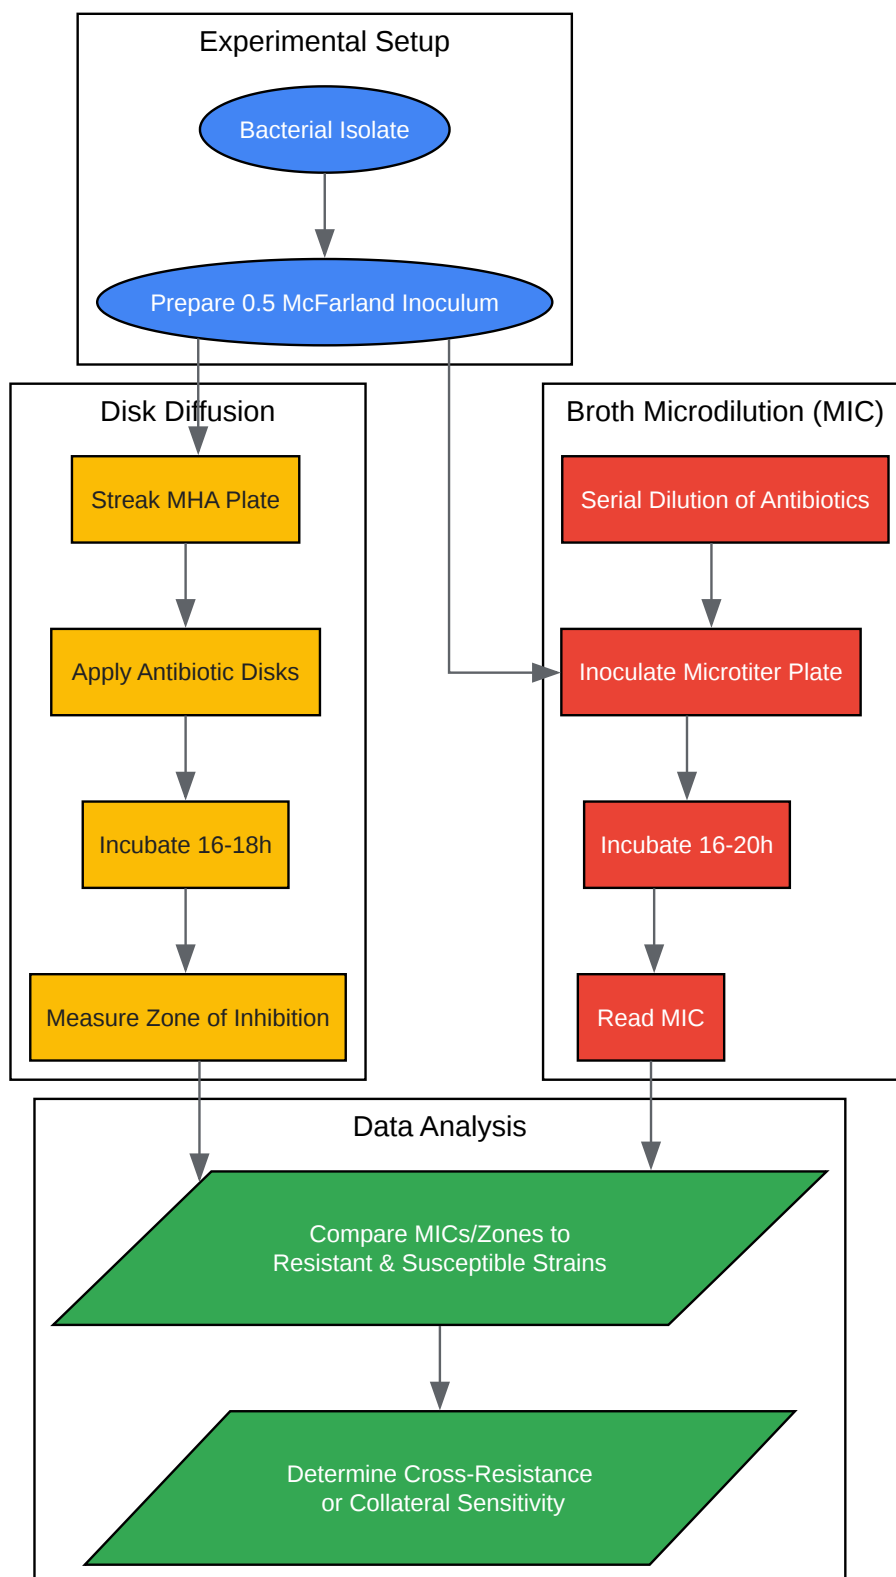 Experimental Setup
Bacterial Isolate
Prepare 0.5 McFarland Inoculum
Disk Diffusion
Streak MHA Plate
Apply Antibiotic Disks
Incubate 16-18h
Measure Zone of Inhibition
Broth Microdilution (MIC)
Serial Dilution of Antibiotics
Inoculate Microtiter Plate
Incubate 16-20h
Read MIC
Data Analysis
Compare MICs/Zones to
Resistant & Susceptible Strains
Determine Cross-Resistance
or Collateral Sensitivity